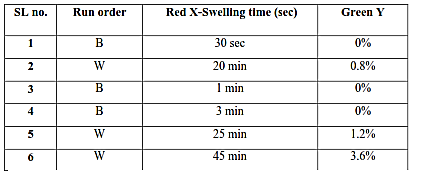 SL no. Run order Red X-Swelling time (sec) Green Y
1 B 30 sec 0%
2 W 20 min 0.8%
3 B 1 min 0%
4 B 3 min 0%
5 W 25 min 1.2%
6 W 45 min 3.6%